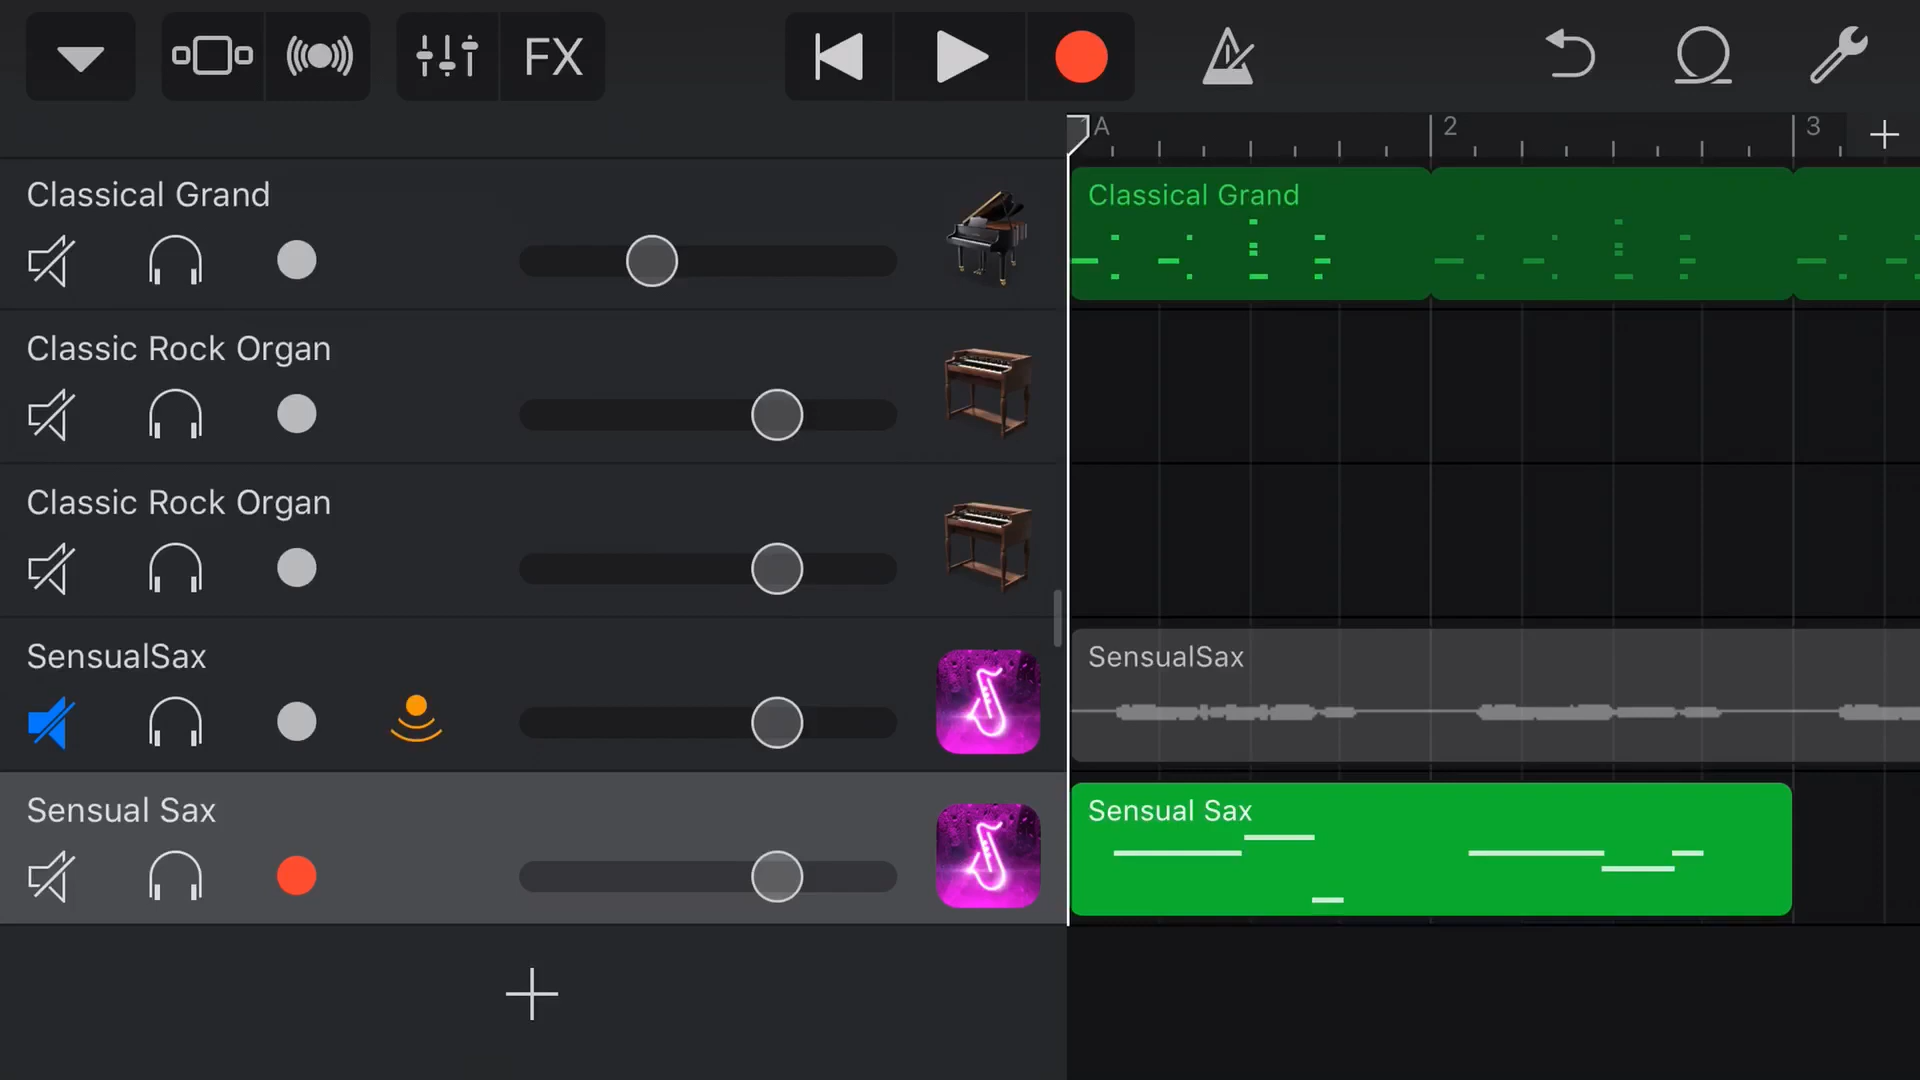 FX
A
2
3
Classical Grand
Classical Grand
Classic Rock Organ
Classic Rock Organ
SensualSax
SensualSax
Sensual Sax
Sensual Sax